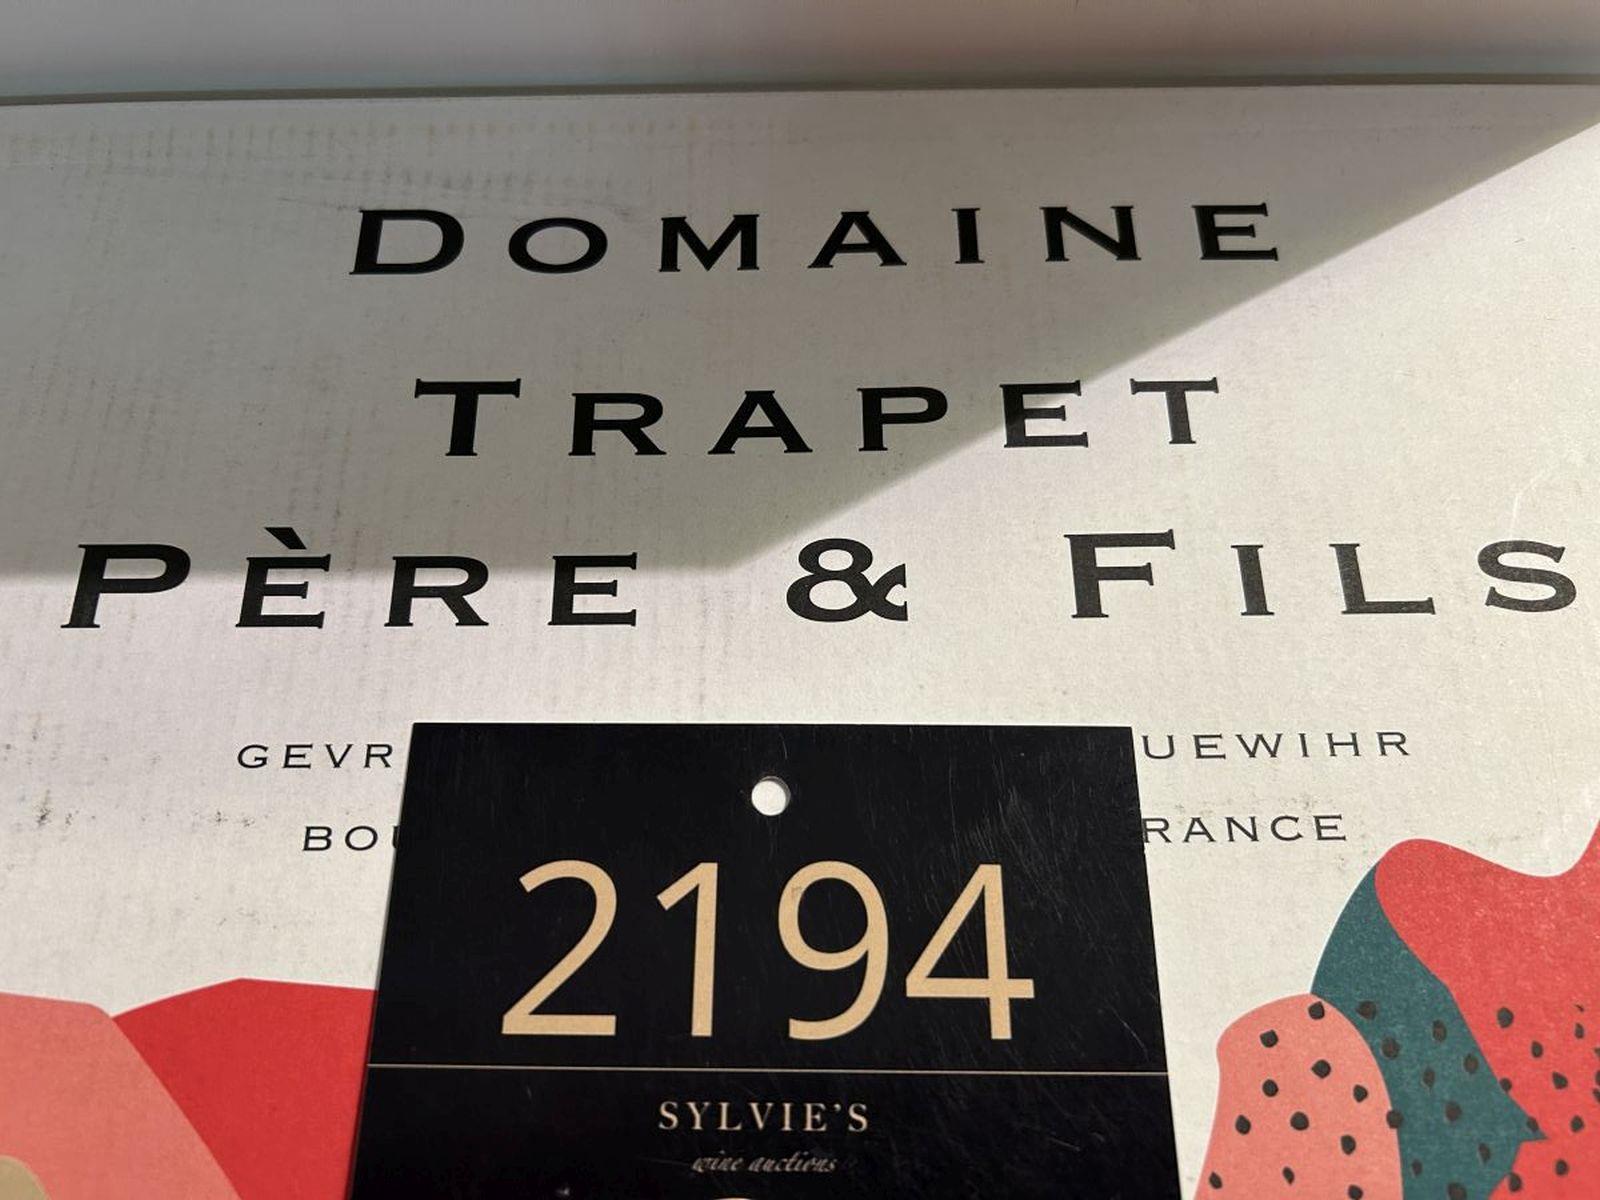 DOMAINE
TRAPET
PÈRE & FILS
GEVR UEWIHR
BOU RANCE
2194
SYLVIE'S
wine auctions